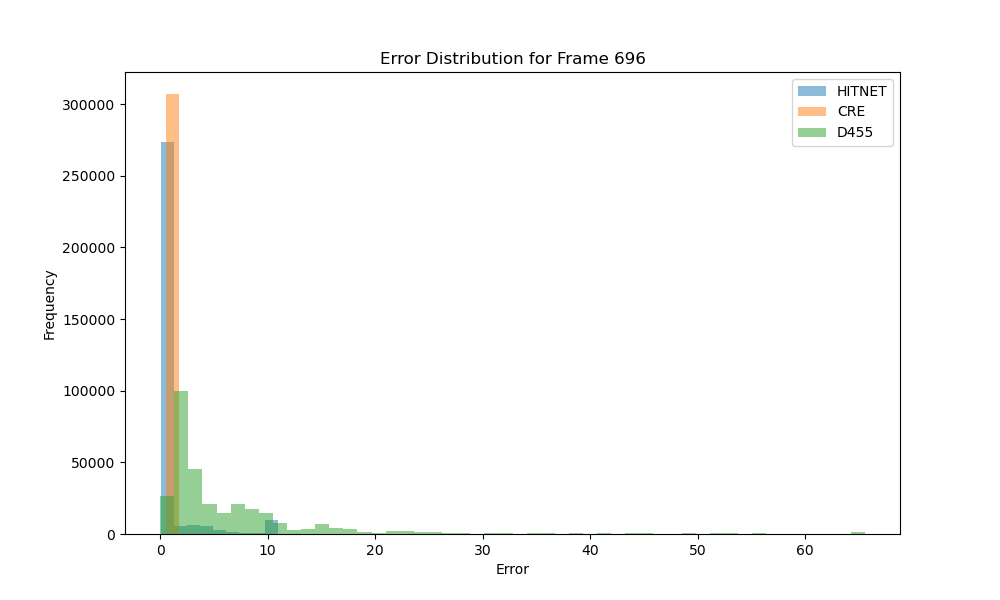 Error Distribution for Frame 696
HITNET
CRE
D455
Frequency
300000
250000
200000
150000
100000
50000
0
0 10 20 30 40 50 60
Error